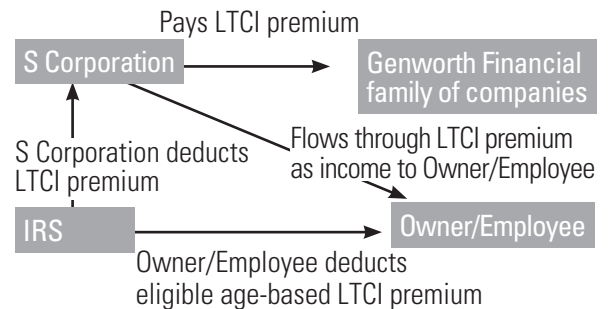 Pays LTCI premium
S Corporation
Genworth Financial
family of companies
S Corporation deducts
LTCI premium
Flows through LTCI premium
as income to Owner/Employee
IRS
Owner/Employee
Owner/Employee deducts
eligible age-based LTCI premium